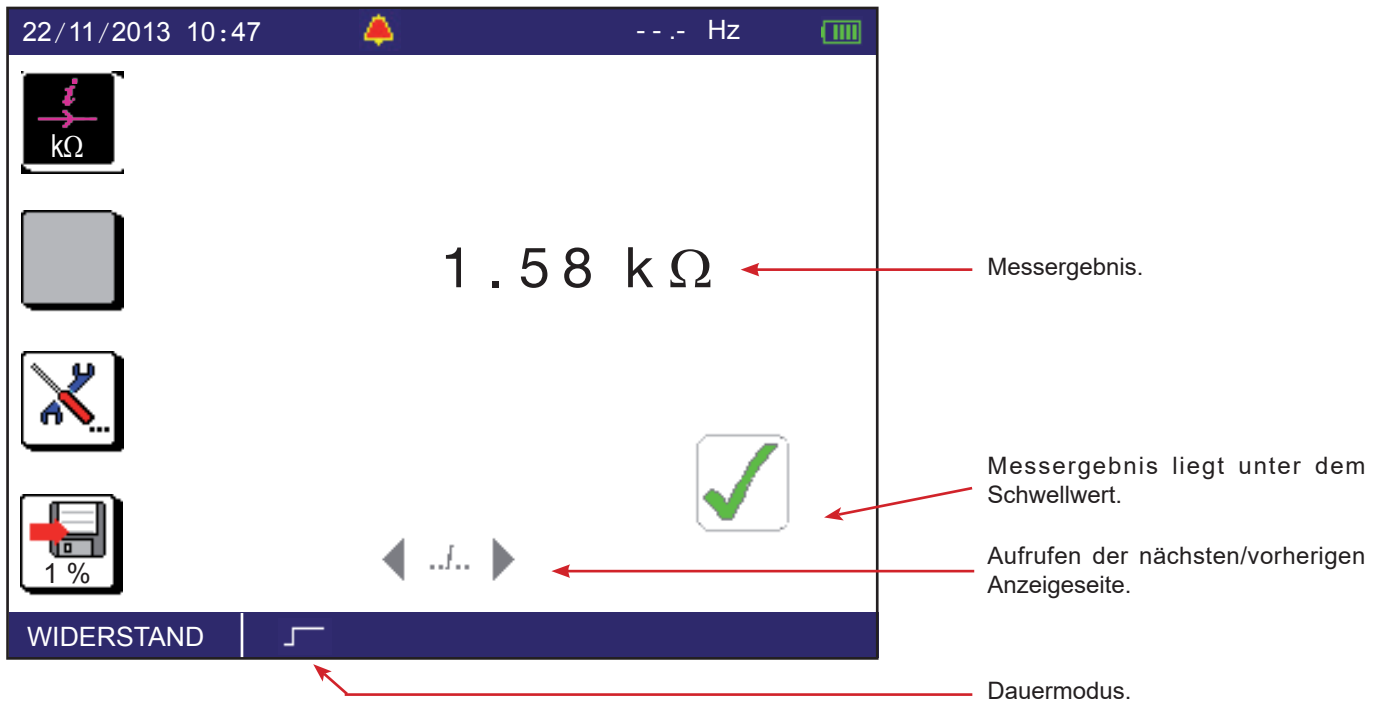 22/11/2013 10:47 --.- Hz
i
kΩ
1.58 kΩ
Messergebnis.
...
Messergebnis liegt unter dem
Schwellwert.
1 %
../..
Aufrufen der nächsten/vorherigen
Anzeigeseite.
WIDERSTAND
Dauermodus.